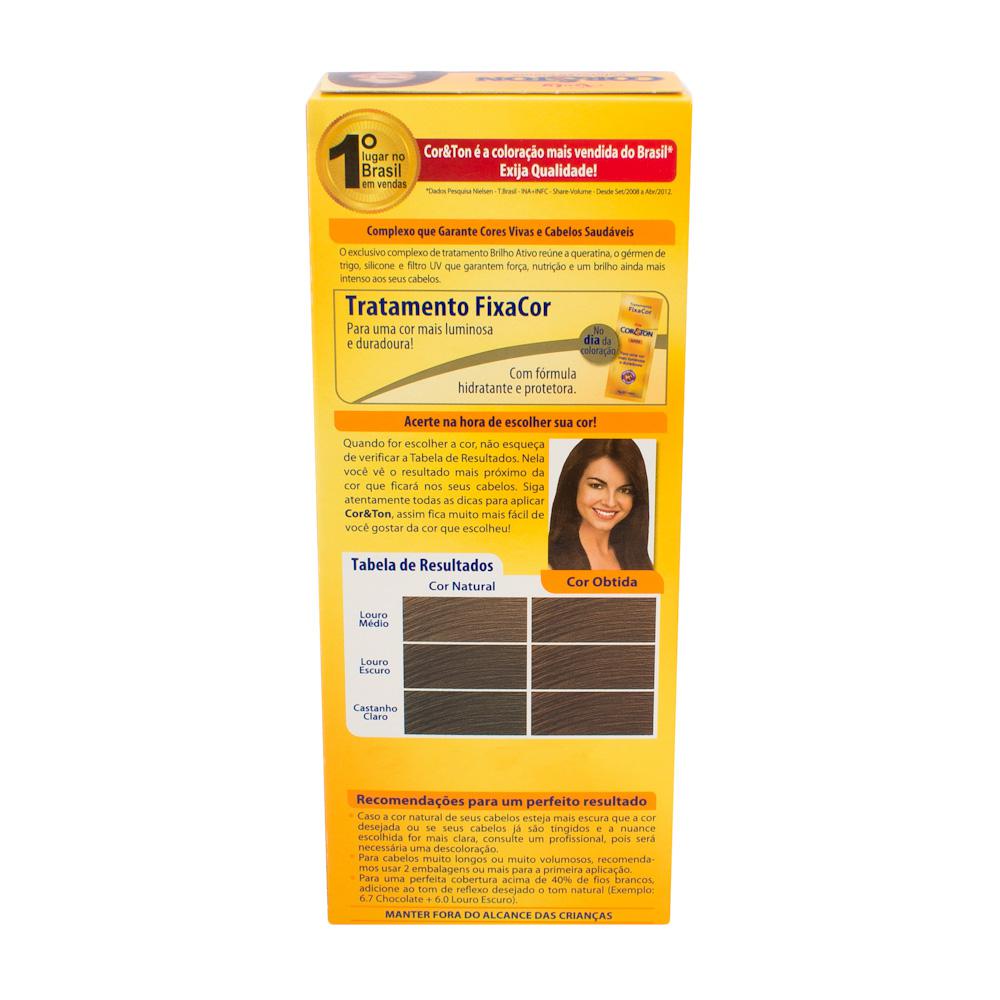 COR&TON
1º
lugar no
Brasil
em vendas
Cor&Ton é a coloração mais vendida do Brasil*
Exija Qualidade!
*Dados Pesquisa Nielsen - T.Brasil - INA+INFC - Share-Volume - Desde Set/2008 a Abr/2012.
Complexo que Garante Cores Vivas e Cabelos Saudáveis
O exclusivo complexo de tratamento Brilho Ativo reúne a queratina, o gérmen de
trigo, silicone e filtro UV que garantem força, nutrição e um brilho ainda mais
intenso aos seus cabelos.
Tratamento FixaCor
Para uma cor mais luminosa
e duradoura!
No
dia da
coloração
Tratamento
FixaCor
COR&TON
Para uma cor
mais luminosa
e duradoura
Com fórmula
hidratante e protetora.
Acerte na hora de escolher sua cor!
Quando for escolher a cor, não esqueça
de verificar a Tabela de Resultados. Nela
você vê o resultado mais próximo da
cor que ficará nos seus cabelos. Siga
atentamente todas as dicas para aplicar
Cor&Ton, assim fica muito mais fácil de
você gostar da cor que escolheu!
Tabela de Resultados
Cor Natural
Cor Obtida
Louro
Médio
Louro
Escuro
Castanho
Claro
Recomendações para um perfeito resultado
Caso a cor natural de seus cabelos esteja mais escura que a cor
desejada ou se seus cabelos já são tingidos e a nuance
escolhida for mais clara, consulte um profissional, pois será
necessária uma descoloração.
Para cabelos muito longos ou muito volumosos, recomenda-
mos usar 2 embalagens ou mais para a primeira aplicação.
Para uma perfeita cobertura acima de 40% de fios brancos,
adicione ao tom de reflexo desejado o tom natural (Exemplo:
6.7 Chocolate + 6.0 Louro Escuro).
MANTER FORA DO ALCANCE DAS CRIANÇAS